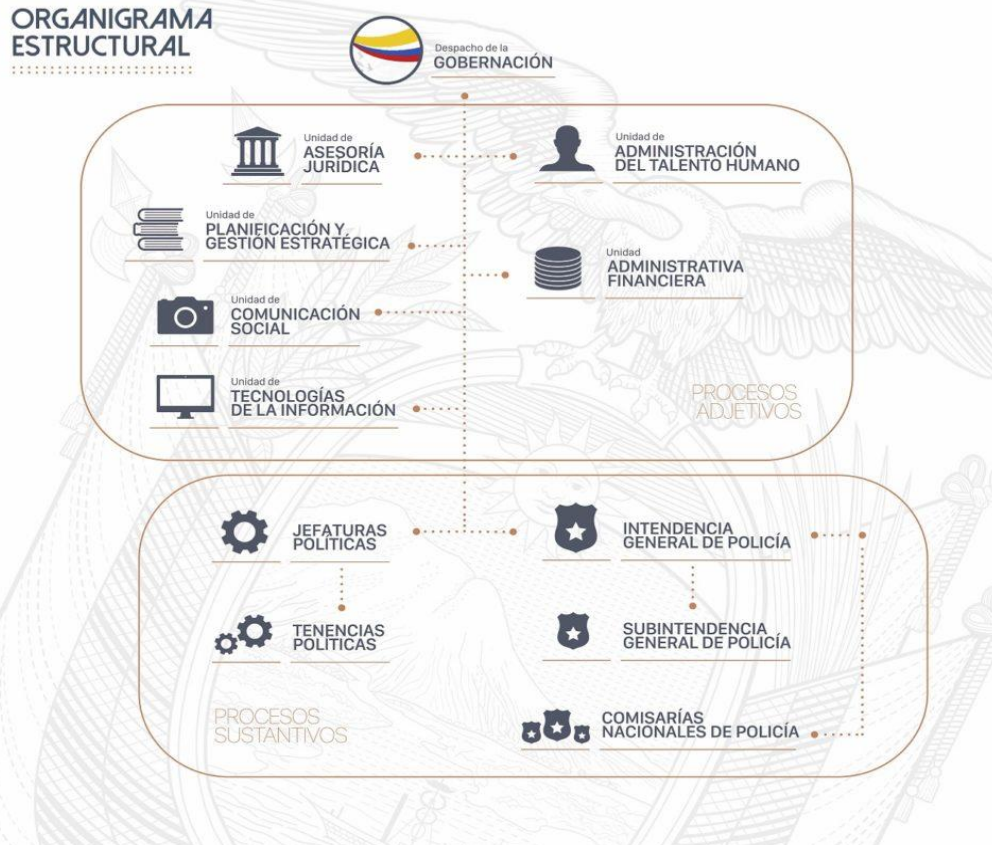 ORGANIGRAMA
ESTRUCTURAL
Despacho de la
GOBERNACIÓN
Unidad de
ASESORÍA
JURÍDICA
Unidad de
ADMINISTRACIÓN
DEL TALENTO HUMANO
Unidad de
PLANIFICACIÓN Y
GESTIÓN ESTRATÉGICA
Unidad
ADMINISTRATIVA
FINANCIERA
Unidad de
COMUNICACIÓN
SOCIAL
Unidad de
TECNOLOGÍAS
DE LA INFORMACIÓN
PROCESOS
ADJETIVOS
JEFATURAS
POLÍTICAS
INTENDENCIA
GENERAL DE POLICÍA
TENENCIAS
POLÍTICAS
SUBINTENDENCIA
GENERAL DE POLICÍA
PROCESOS
SUSTANTIVOS
COMISARÍAS
NACIONALES DE POLICÍA